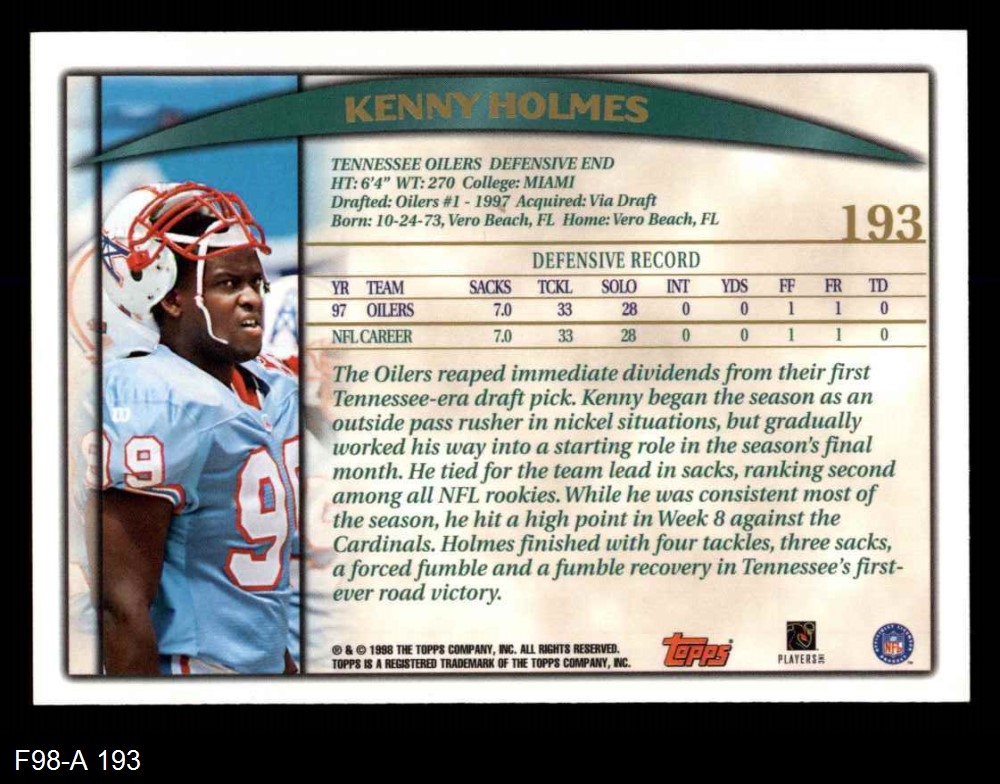 KENNY HOLMES
TENNESSEE OILERS DEFENSIVE END
HT: 6'4" WT: 270 College: MIAMI
Drafted: Oilers #1 - 1997 Acquired: Via Draft
Born: 10-24-73, Vero Beach, FL Home: Vero Beach, FL
193
DEFENSIVE RECORD
YR TEAM SACKS TCKL SOLO INT YDS FF FR TD
97 OILERS 7.0 33 28 0 0 1 1 0
NFL CAREER 7.0 33 28 0 0 1 1 0
The Oilers reaped immediate dividends from their first
Tennessee-era draft pick. Kenny began the season as an
outside pass rusher in nickel situations, but gradually
worked his way into a starting role in the season's final
month. He tied for the team lead in sacks, ranking second
among all NFL rookies. While he was consistent most of
the season, he hit a high point in Week 8 against the
Cardinals. Holmes finished with four tackles, three sacks,
a forced fumble and a fumble recovery in Tennessee's first-
ever road victory.
® & © 1998 THE TOPPS COMPANY, INC. ALL RIGHTS RESERVED.
TOPPS IS A REGISTERED TRADEMARK OF THE TOPPS COMPANY, INC.
Topps®
PLAYERS INC
NFL
99
99
F98-A 193